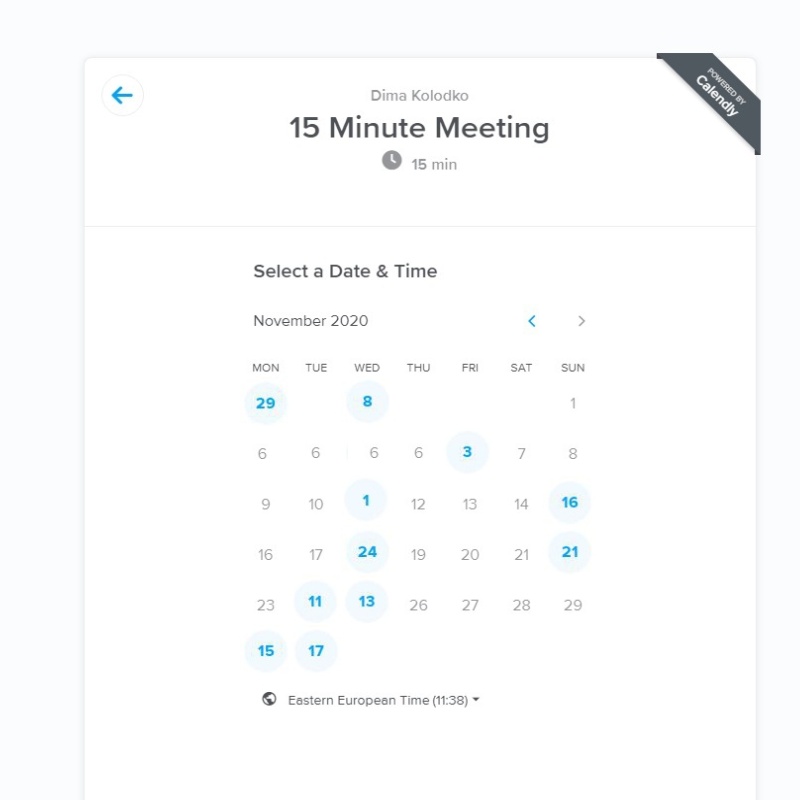 POWERED BY
Calendly
Dima Kolodko
15 Minute Meeting
15 min
Select a Date & Time
November 2020
MON TUE WED THU FRI SAT SUN
29 8 1
6 6 6 6 3 7 8
9 10 1 12 13 14 16
16 17 24 19 20 21 21
23 11 13 26 27 28 29
15 17
Eastern European Time (11:38)